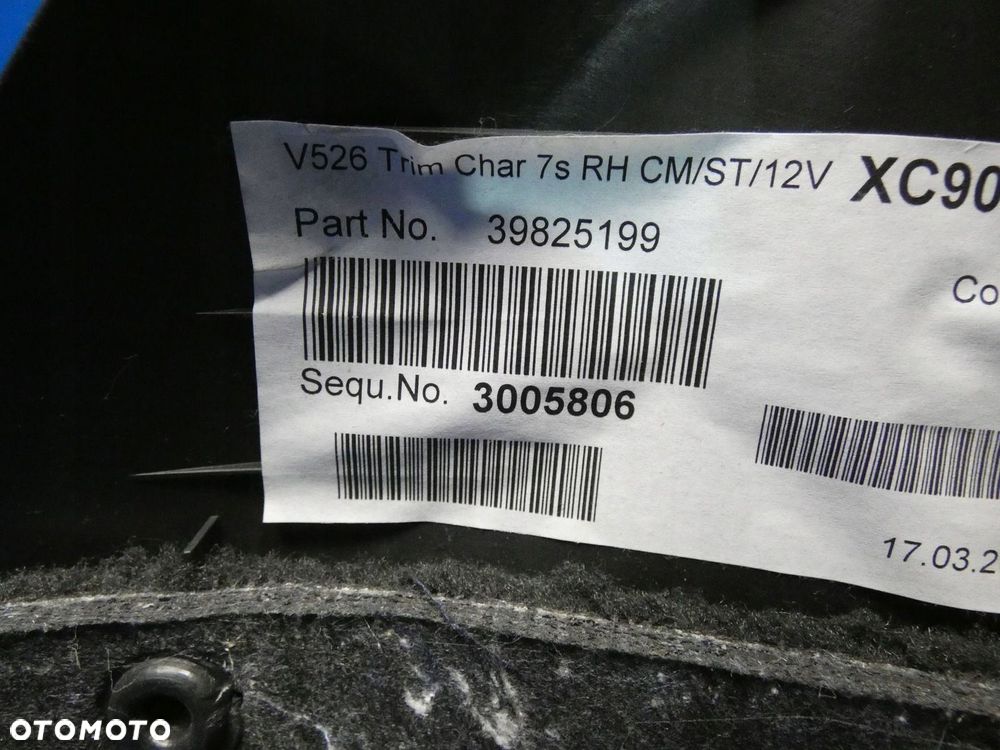 V526 Trim Char 7s RH CM/ST/12V XC90
Part No. 39825199
Co
Sequ.No. 3005806
17.03.2
OTOMOTO